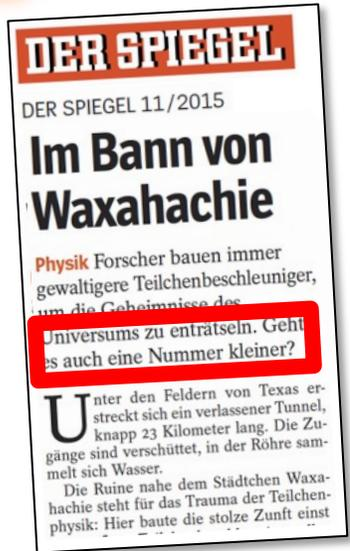 DER SPIEGEL
DER SPIEGEL 11/2015
Im Bann von
Waxahachie
Physik Forscher bauen immer
gewaltigere Teilchenbeschleuniger,
um die Geheimnisse des
Universums zu enträtseln. Geht
es auch eine Nummer kleiner?
Unter den Feldern von Texas er-
streckt sich ein verlassener Tunnel,
knapp 23 Kilometer lang. Die Zu-
gänge sind verschüttet, in der Röhre sam-
melt sich Wasser.
Die Ruine nahe dem Städtchen Waxa-
hachie steht für das Trauma der Teilchen-
physik: Hier baute die stolze Zunft einst